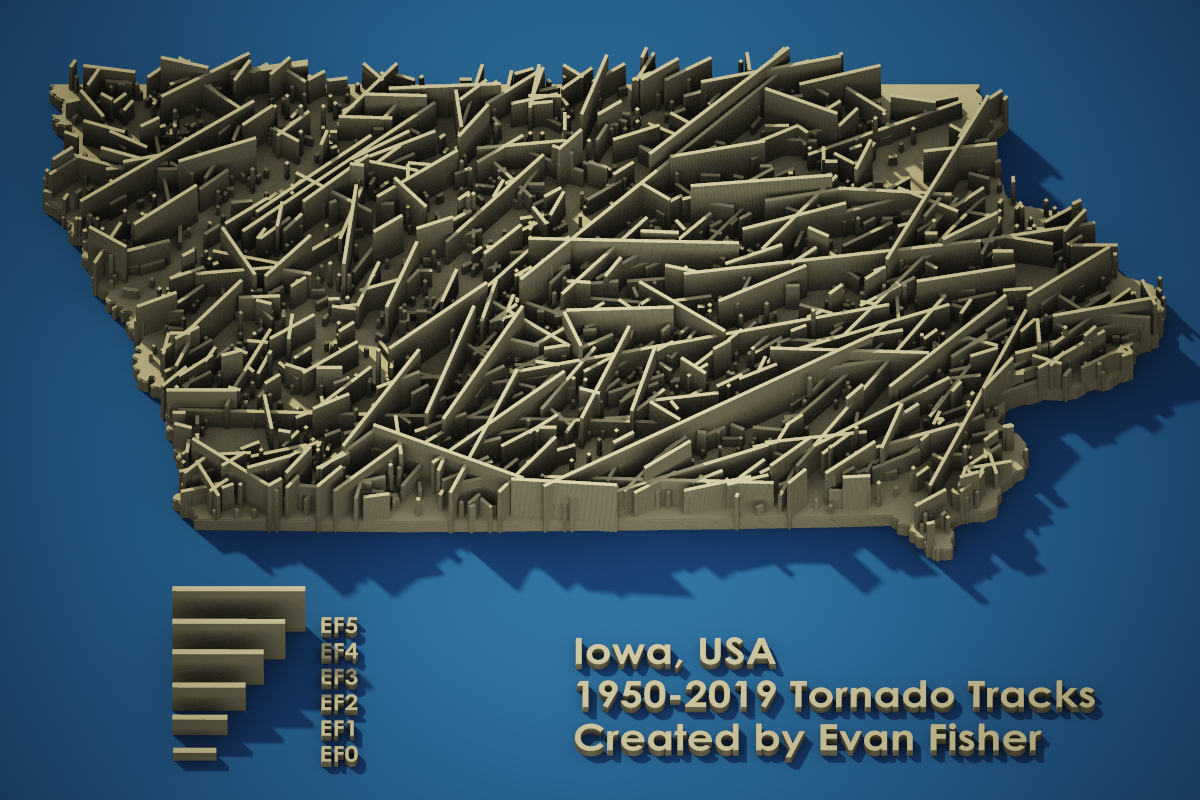 EF5
EF4
EF3
EF2
EF1
EF0
Iowa, USA
1950-2019 Tornado Tracks
Created by Evan Fisher